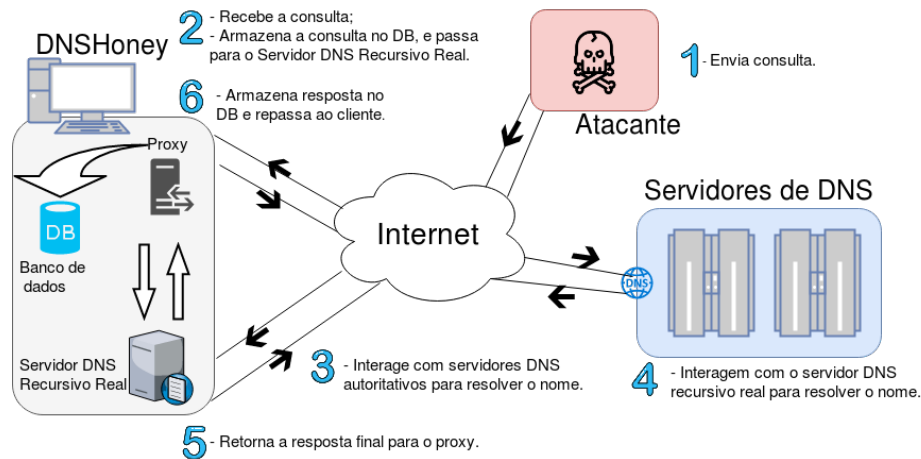 DNSHoney
2 - Recebe a consulta;
- Armazena a consulta no DB, e passa
para o Servidor DNS Recursivo Real.
6 - Armazena resposta no
DB e repassa ao cliente.
1 - Envia consulta.
Atacante
Proxy
DB
Banco de
dados
Servidor DNS
Recursivo Real
Internet
Servidores de DNS
DNS
3 - Interage com servidores DNS
autoritativos para resolver o nome.
4 - Interagem com o servidor DNS
recursivo real para resolver o nome.
5 - Retorna a resposta final para o proxy.